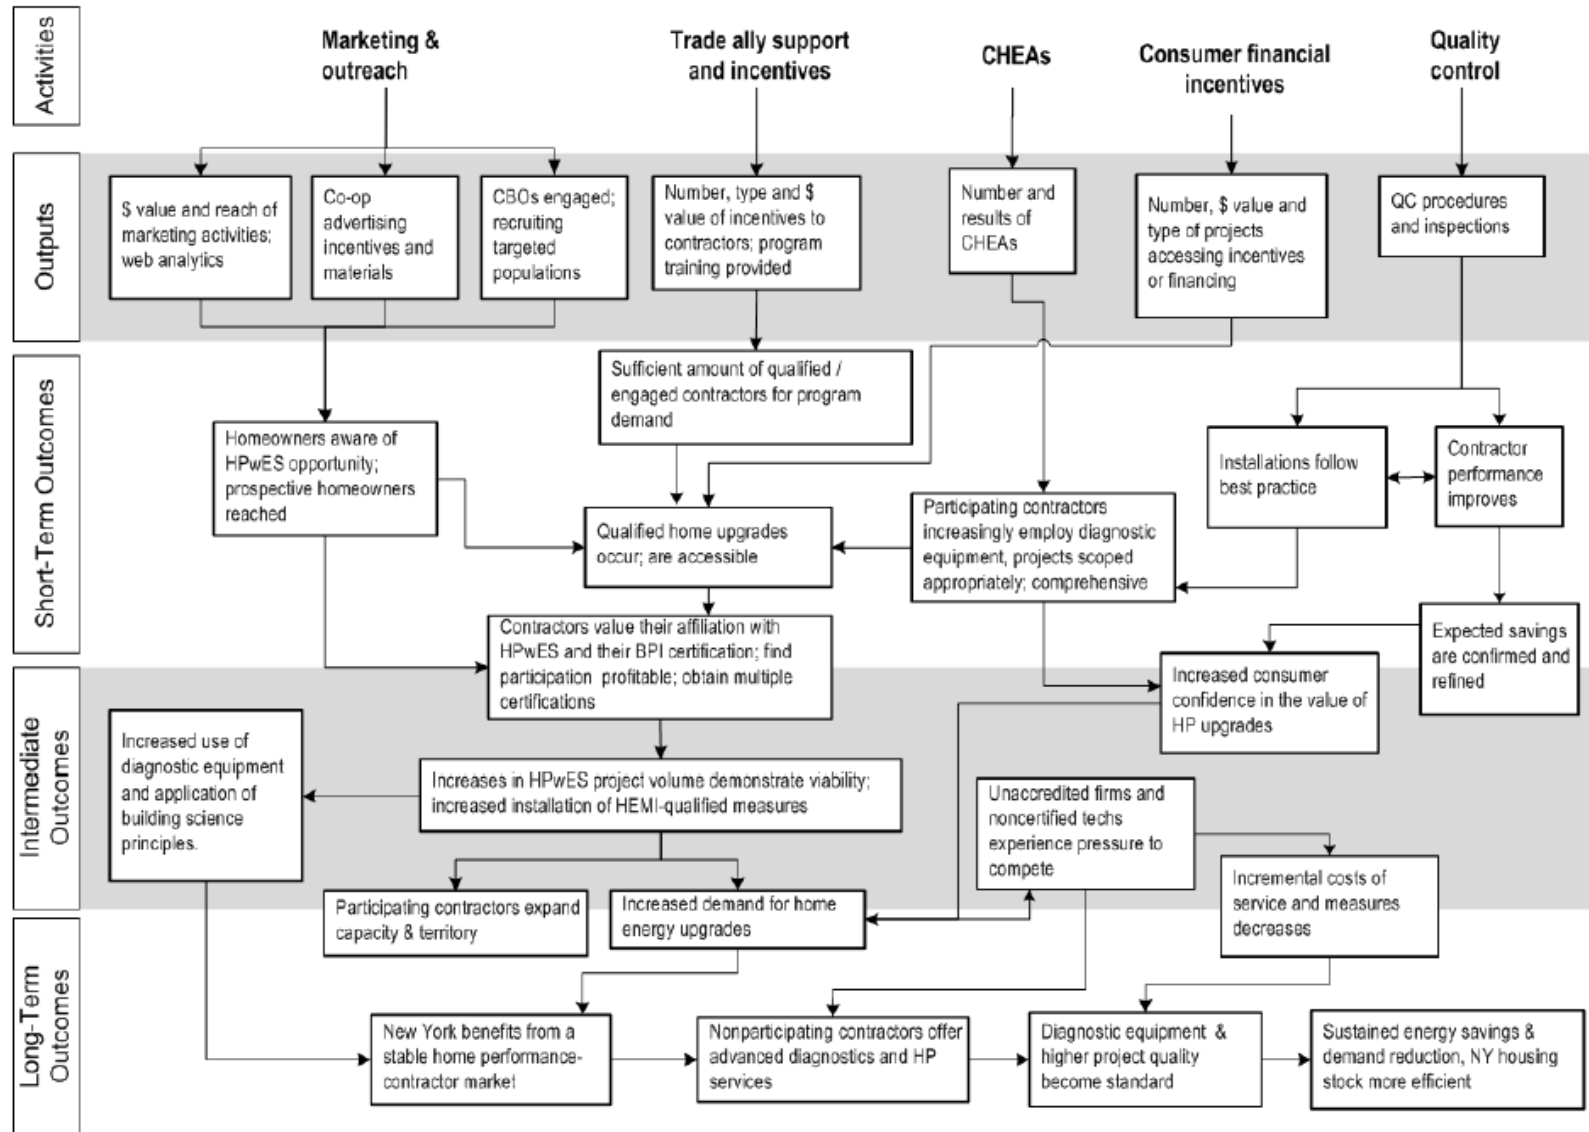 Activities
Marketing &
outreach
Trade ally support
and incentives
CHEAs
Consumer financial
incentives
Quality
control
Outputs
$ value and reach of
marketing activities;
web analytics
Co-op
advertising
incentives and
materials
CBOs engaged;
recruiting
targeted
populations
Number, type and $
value of incentives to
contractors; program
training provided
Number and
results of
CHEAs
Number, $ value and
type of projects
accessing incentives
or financing
QC procedures
and inspections
Short-Term Outcomes
Sufficient amount of qualified /
engaged contractors for program
demand
Homeowners aware of
HPwES opportunity;
prospective homeowners
reached
Installations follow
best practice
Contractor
performance
improves
Qualified home upgrades
occur; are accessible
Participating contractors
increasingly employ diagnostic
equipment, projects scoped
appropriately; comprehensive
Contractors value their affiliation with
HPwES and their BPI certification; find
participation profitable; obtain multiple
certifications
Expected savings
are confirmed and
refined
Increased consumer
confidence in the value of
HP upgrades
Intermediate
Outcomes
Increased use of
diagnostic equipment
and application of
building science
principles.
Increases in HPwES project volume demonstrate viability;
increased installation of HEMI-qualified measures
Unaccredited firms and
noncertified techs
experience pressure to
compete
Incremental costs of
service and measures
decreases
Participating contractors expand
capacity & territory
Increased demand for home
energy upgrades
Long-Term
Outcomes
New York benefits from a
stable home performance-
contractor market
Nonparticipating contractors offer
advanced diagnostics and HP
services
Diagnostic equipment &
higher project quality
become standard
Sustained energy savings &
demand reduction, NY housing
stock more efficient